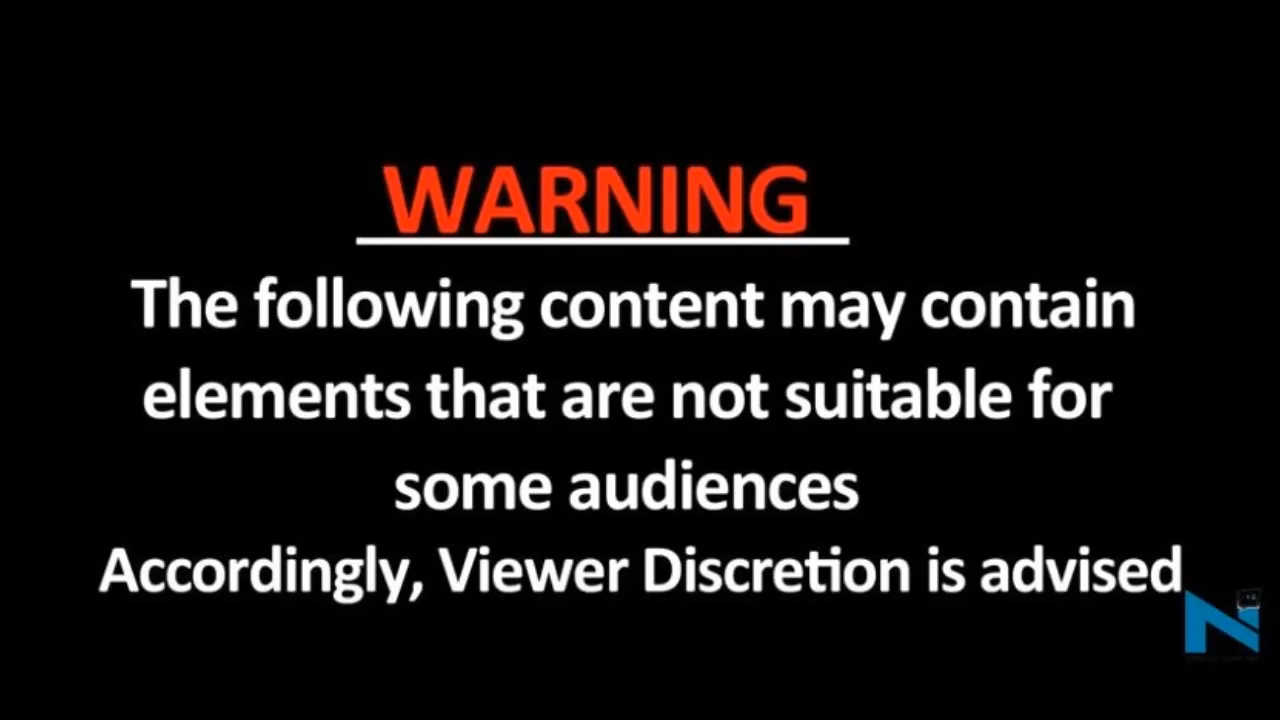 WARNING
The following content may contain
elements that are not suitable for
some audiences
Accordingly, Viewer Discretion is advised
N